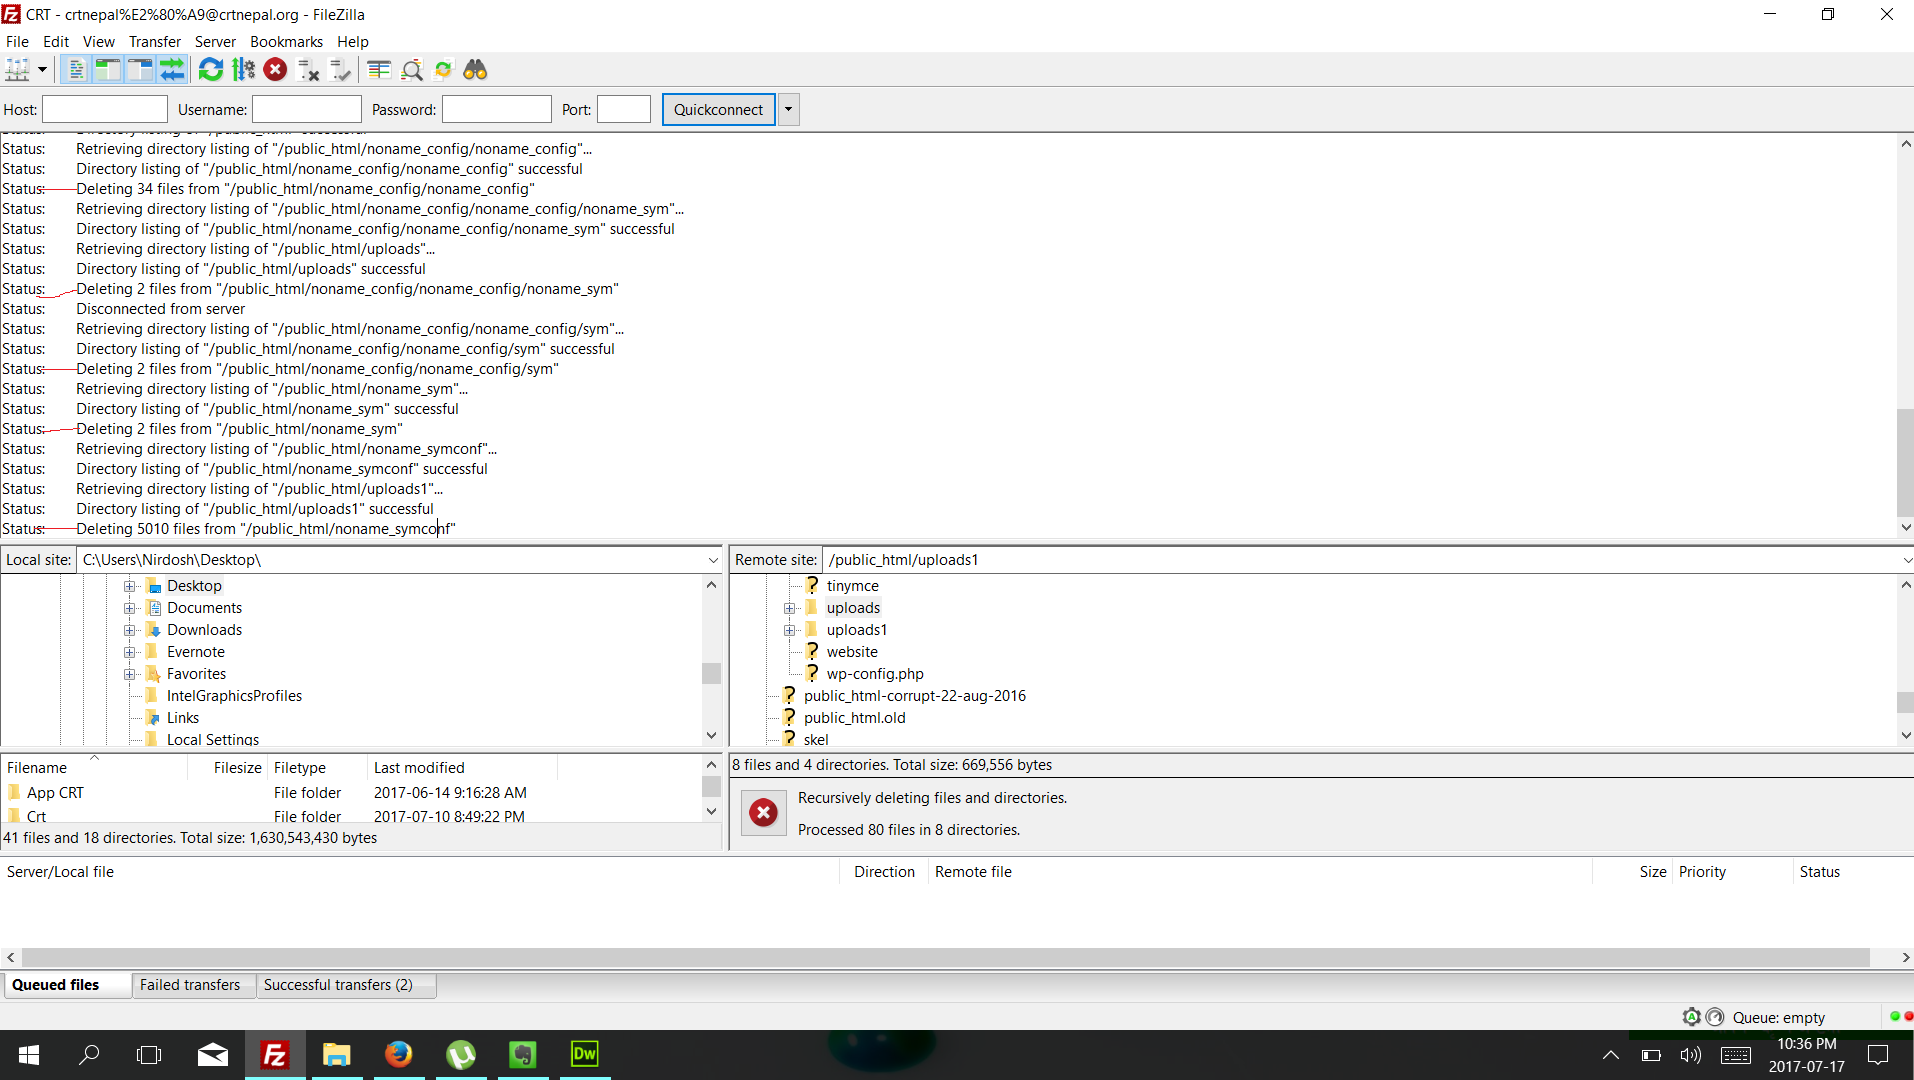 CRT - crtnepal%E2%80%A9@crtnepal.org - FileZilla
File Edit View Transfer Server Bookmarks Help
Host: Username: Password: Port: Quickconnect
Status: Directory listing of "/public_html" successful
Status: Retrieving directory listing of "/public_html/noname_config/noname_config"...
Status: Directory listing of "/public_html/noname_config/noname_config" successful
Status: Deleting 34 files from "/public_html/noname_config/noname_config"
Status: Retrieving directory listing of "/public_html/noname_config/noname_config/noname_sym"...
Status: Directory listing of "/public_html/noname_config/noname_config/noname_sym" successful
Status: Retrieving directory listing of "/public_html/uploads"...
Status: Directory listing of "/public_html/uploads" successful
Status: Deleting 2 files from "/public_html/noname_config/noname_config/noname_sym"
Status: Disconnected from server
Status: Retrieving directory listing of "/public_html/noname_config/noname_config/sym"...
Status: Directory listing of "/public_html/noname_config/noname_config/sym" successful
Status: Deleting 2 files from "/public_html/noname_config/noname_config/sym"
Status: Retrieving directory listing of "/public_html/noname_sym"...
Status: Directory listing of "/public_html/noname_sym" successful
Status: Deleting 2 files from "/public_html/noname_sym"
Status: Retrieving directory listing of "/public_html/noname_symconf"...
Status: Directory listing of "/public_html/noname_symconf" successful
Status: Retrieving directory listing of "/public_html/uploads1"...
Status: Directory listing of "/public_html/uploads1" successful
Status: Deleting 5010 files from "/public_html/noname_symconf"
Local site: C:\Users\Nirdosh\Desktop\
Desktop
Documents
Downloads
Evernote
Favorites
IntelGraphicsProfiles
Links
Local Settings
Filename Filesize Filetype Last modified
App CRT File folder 2017-06-14 9:16:28 AM
Crt File folder 2017-07-10 8:49:22 PM
41 files and 18 directories. Total size: 1,630,543,430 bytes
Remote site: /public_html/uploads1
tinymce
uploads
uploads1
website
wp-config.php
public_html-corrupt-22-aug-2016
public_html.old
skel
8 files and 4 directories. Total size: 669,556 bytes
Recursively deleting files and directories.
Processed 80 files in 8 directories.
Server/Local file Direction Remote file Size Priority Status
Queued files Failed transfers Successful transfers (2)
Queue: empty
Fz Dw
10:36 PM
2017-07-17